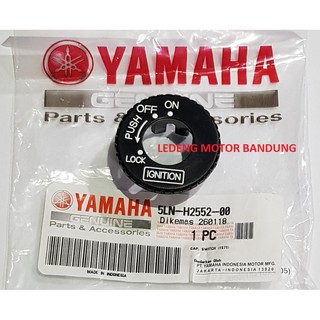 YAMAHA
GENUINE
Parts & Accessories
OFF ON
PUSH
LOCK
IGNITION
LEDENG MOTOR BANDUNG
YAMAHA
GENUINE
Parts & Accessories
MADE IN INDONESIA
5LN-H2552-00
Dikemas 260118
1 PC
PT. YAMAHA INDONESIA MOTOR MFG.
JAKARTA-INDONESIA 13920